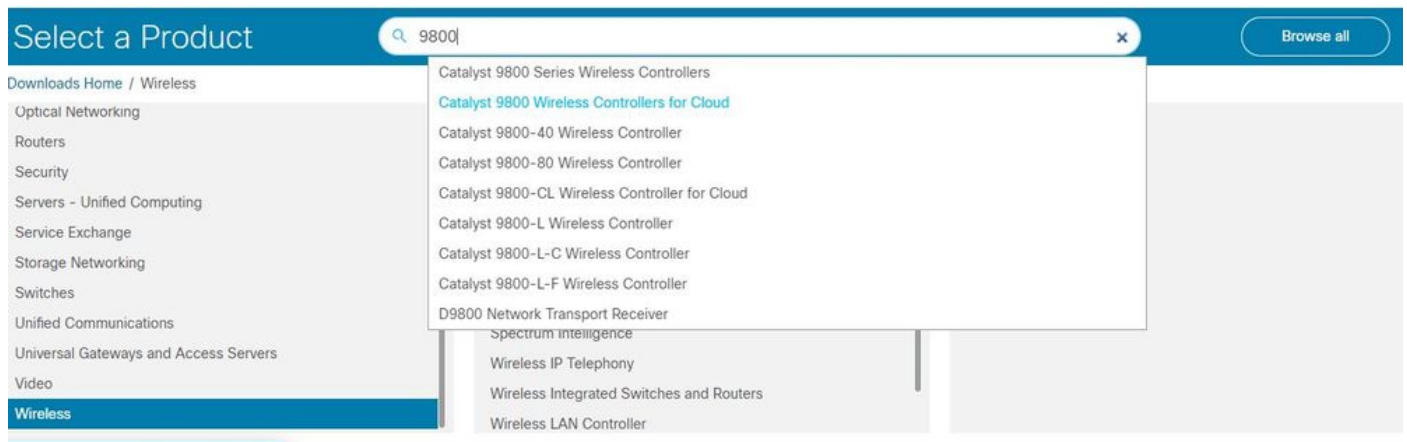 Select a Product
9800
Browse all
Downloads Home / Wireless
Optical Networking
Routers
Security
Servers - Unified Computing
Service Exchange
Storage Networking
Switches
Unified Communications
Universal Gateways and Access Servers
Video
Wireless
Catalyst 9800 Series Wireless Controllers
Catalyst 9800 Wireless Controllers for Cloud
Catalyst 9800-40 Wireless Controller
Catalyst 9800-80 Wireless Controller
Catalyst 9800-CL Wireless Controller for Cloud
Catalyst 9800-L Wireless Controller
Catalyst 9800-L-C Wireless Controller
Catalyst 9800-L-F Wireless Controller
D9800 Network Transport Receiver
Spectrum Intelligence
Wireless IP Telephony
Wireless Integrated Switches and Routers
Wireless LAN Controller